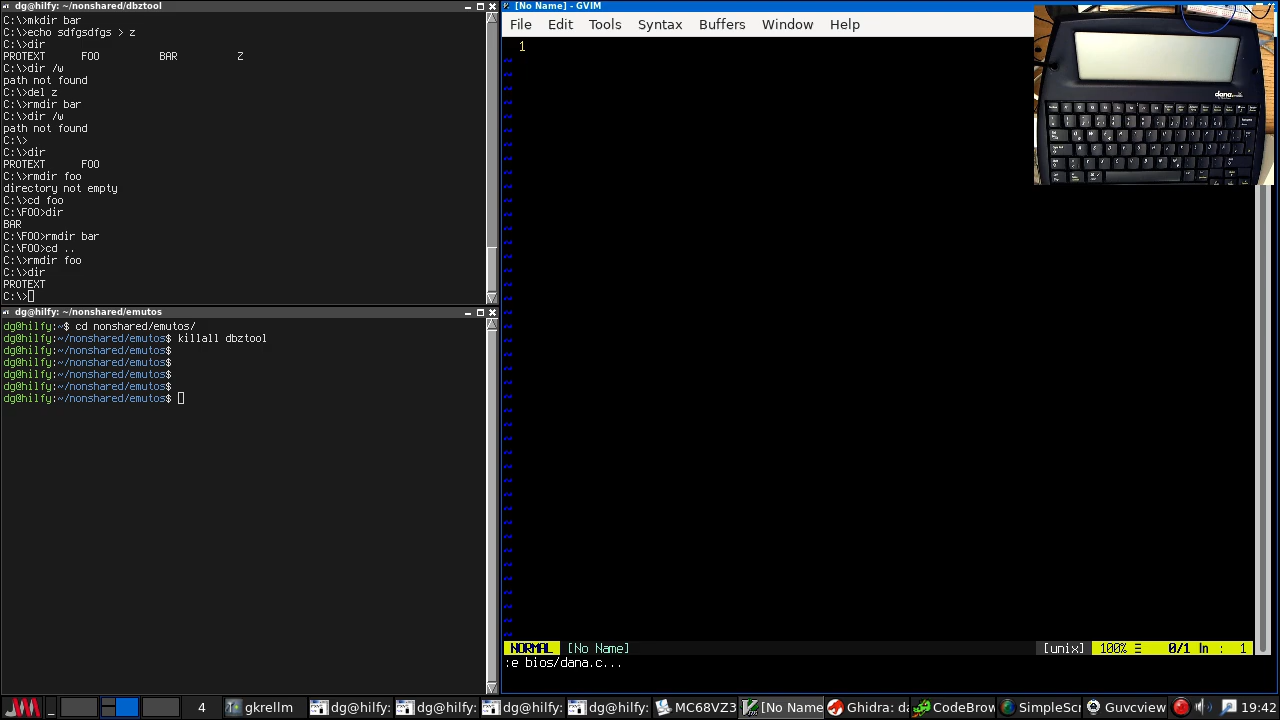 dg@hilfy: ~/nonshared/dbztool
C:\>mkdir bar
C:\>echo fdfgsdfgs > z
C:\>dir
PROTEXT FOO BAR Z
C:\>dir /w
path not found
C:\>del z
C:\>rmdir bar
C:\>dir /w
path not found
C:\>
C:\>dir
PROTEXT FOO
C:\>rmdir foo
directory not empty
C:\>cd foo
C:\FOO>dir
BAR
C:\FOO>rmdir bar
C:\FOO>cd ..
C:\>rmdir foo
C:\>dir
PROTEXT
C:\>
dg@hilfy: ~/nonshared/emutos
dg@hilfy:~$ cd nonshared/emutos/
dg@hilfy:~/nonshared/emutos$ killall dbztool
dg@hilfy:~/nonshared/emutos$
dg@hilfy:~/nonshared/emutos$
dg@hilfy:~/nonshared/emutos$
dg@hilfy:~/nonshared/emutos$
dg@hilfy:~/nonshared/emutos$
[No Name] - GVIM
File Edit Tools Syntax Buffers Window Help
1
dana
NORMAL [No Name] [unix] 100% ☰ 0/1 ln : 1
:e bios/dana.c...
4 gkrellm dg@hilfy: dg@hilfy: dg@hilfy: dg@hilfy: MC68VZ3 [No Name Ghidra: da CodeBrow SimpleScr Guvcview 19:42